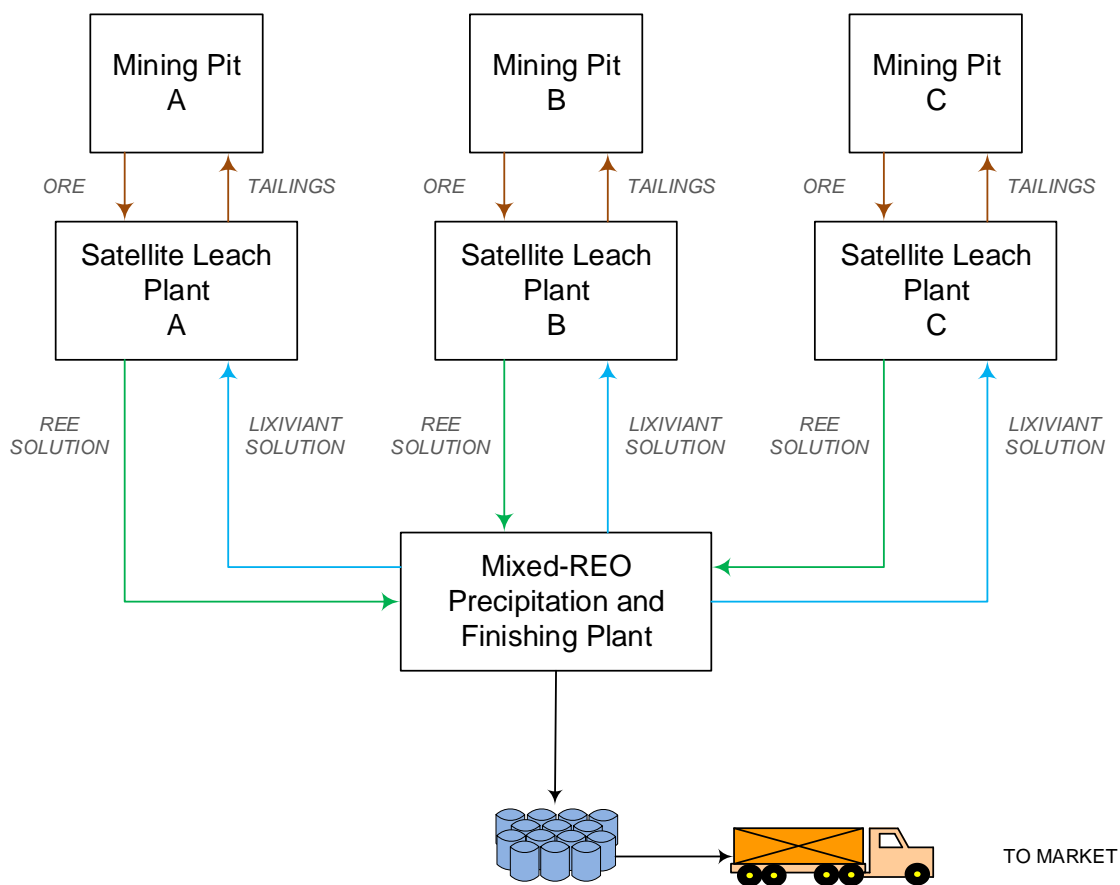 Mining Pit
A
Mining Pit
B
Mining Pit
C
ORE
TAILINGS
ORE
TAILINGS
ORE
TAILINGS
Satellite Leach
Plant
A
Satellite Leach
Plant
B
Satellite Leach
Plant
C
REE
SOLUTION
LIXIVIANT
SOLUTION
REE
SOLUTION
LIXIVIANT
SOLUTION
REE
SOLUTION
LIXIVIANT
SOLUTION
Mixed-REO
Precipitation and
Finishing Plant
TO MARKET